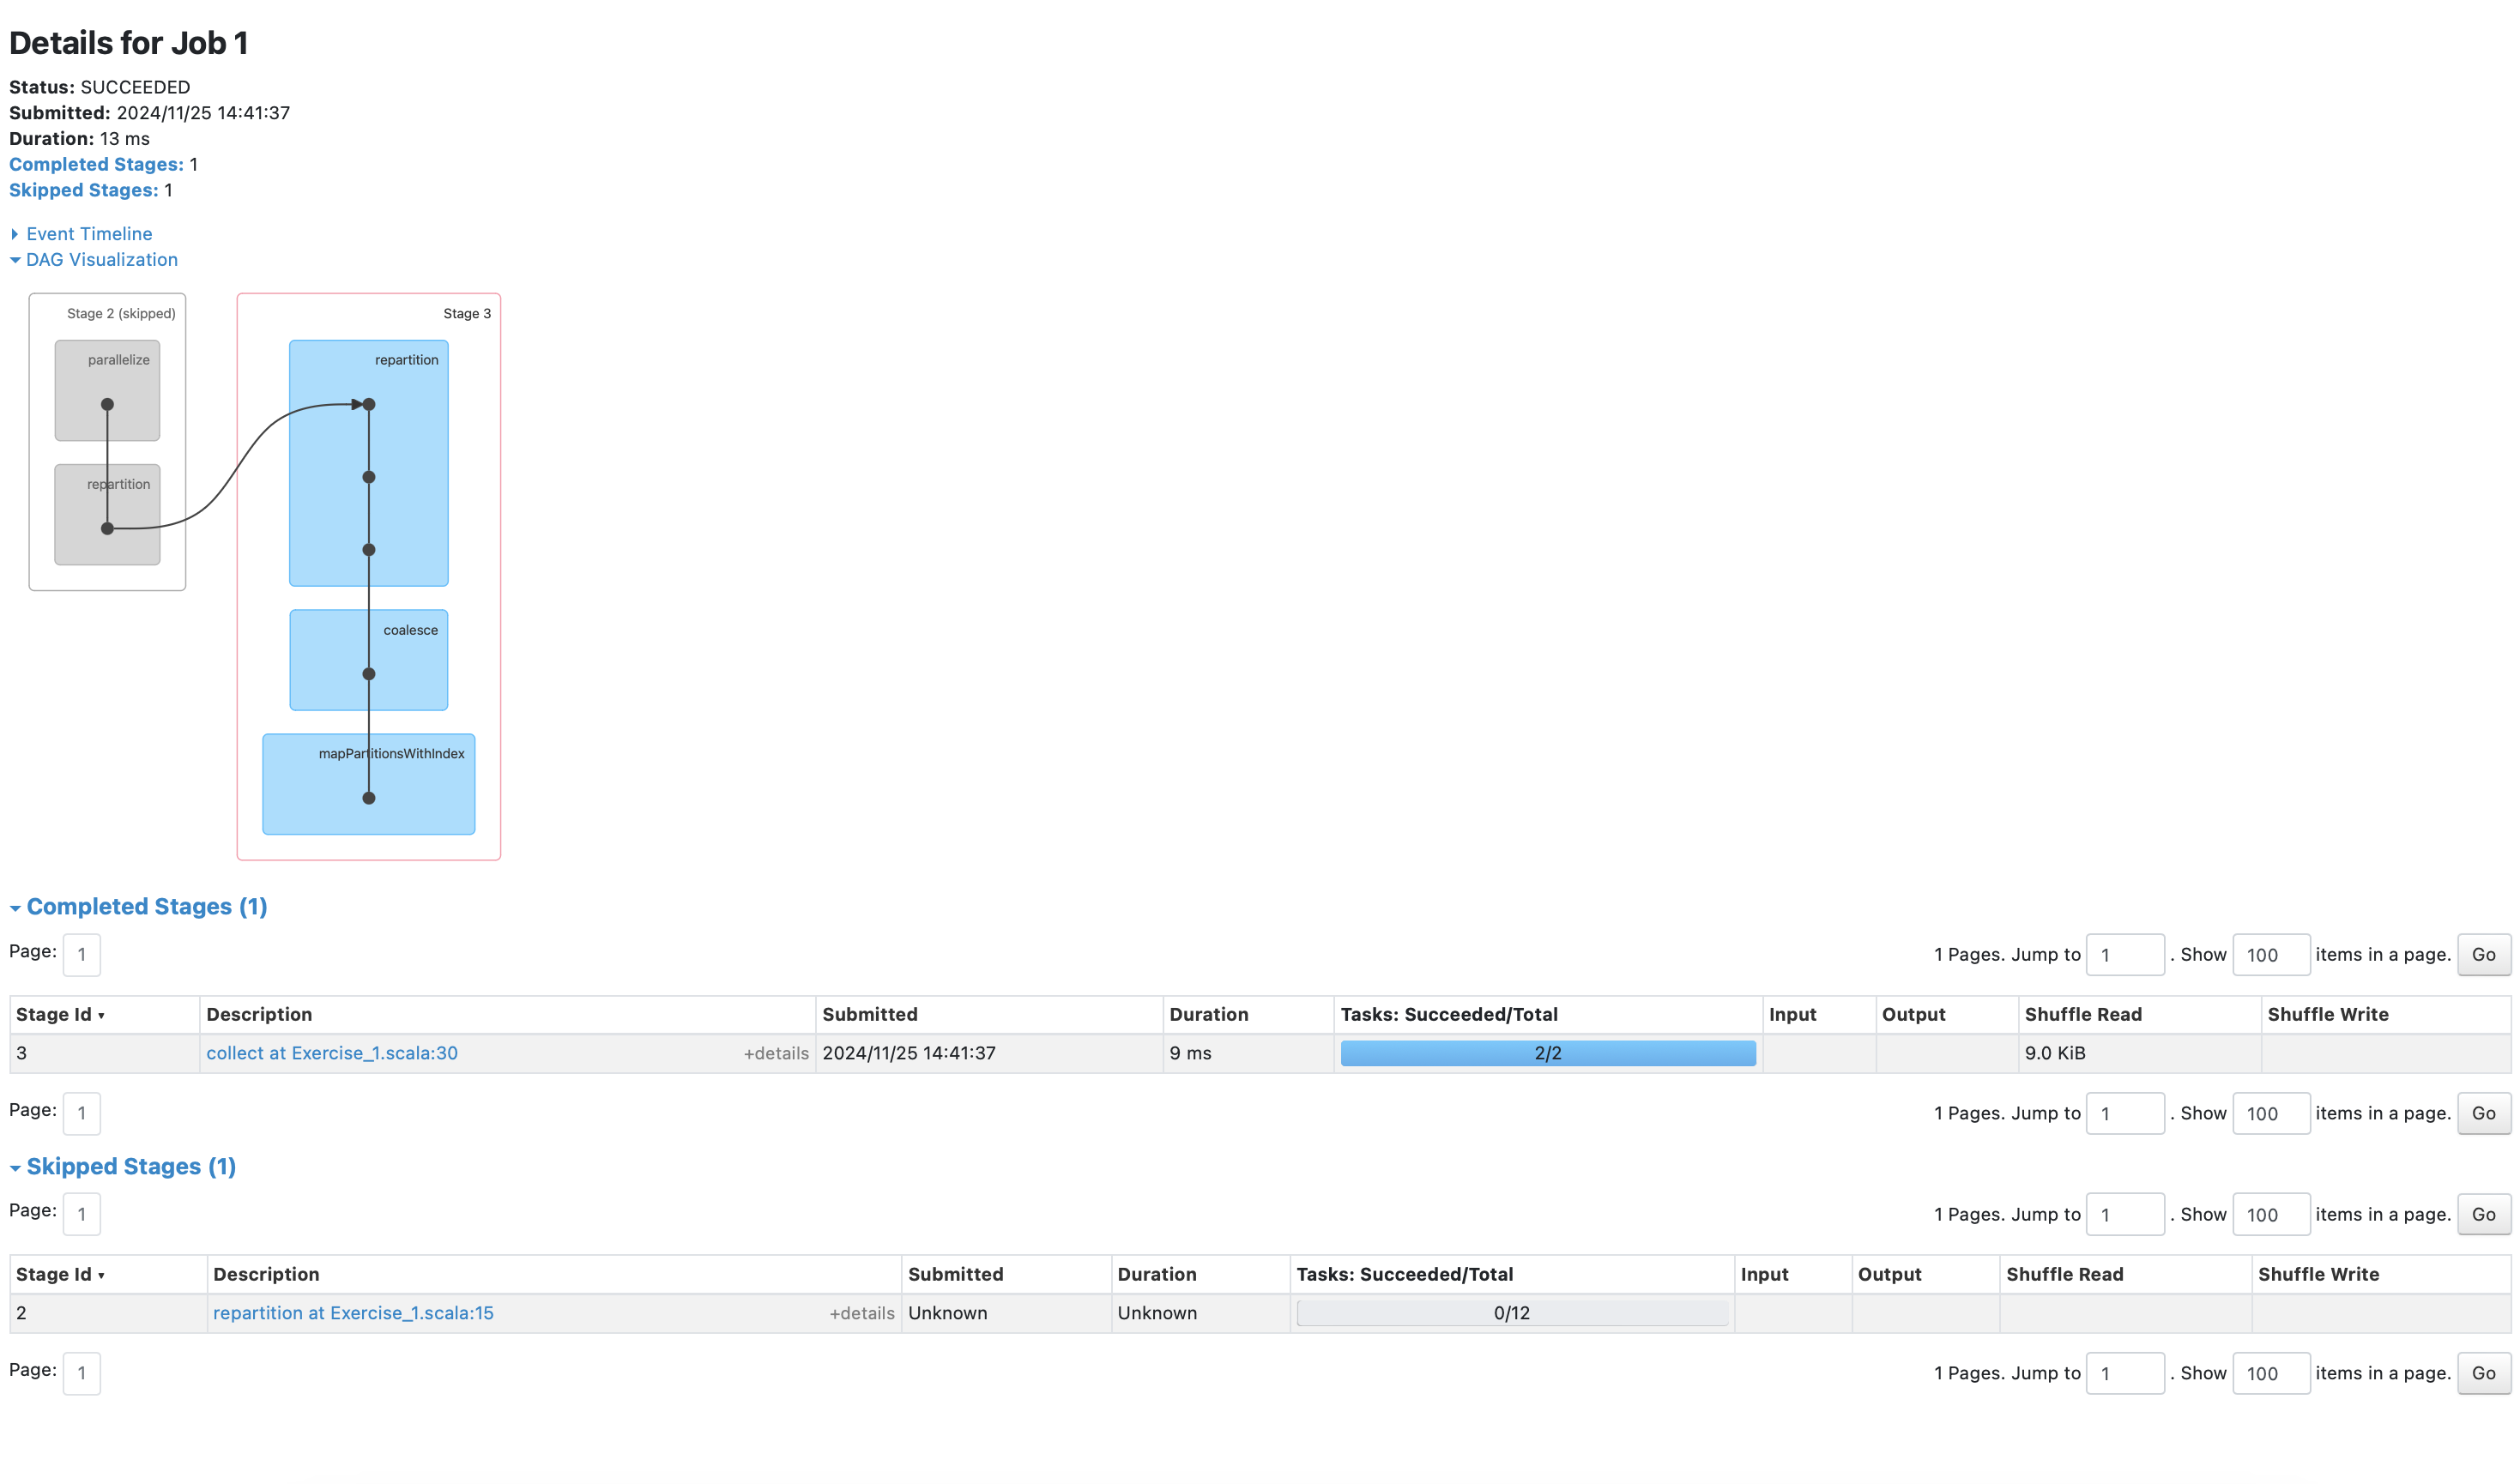 Details for Job 1
Status: SUCCEEDED
Submitted: 2024/11/25 14:41:37
Duration: 13 ms
Completed Stages: 1
Skipped Stages: 1
Event Timeline
DAG Visualization
Stage 2 (skipped)
parallelize
repartition
Stage 3
repartition
coalesce
mapPartitionsWithIndex
Completed Stages (1)
Page: 1 1 Pages. Jump to 1 . Show 100 items in a page. Go
Stage Id ▾ Description Submitted Duration Tasks: Succeeded/Total Input Output Shuffle Read Shuffle Write
3 collect at Exercise_1.scala:30 +details 2024/11/25 14:41:37 9 ms 2/2 9.0 KiB
Page: 1 1 Pages. Jump to 1 . Show 100 items in a page. Go
Skipped Stages (1)
Page: 1 1 Pages. Jump to 1 . Show 100 items in a page. Go
Stage Id ▾ Description Submitted Duration Tasks: Succeeded/Total Input Output Shuffle Read Shuffle Write
2 repartition at Exercise_1.scala:15 +details Unknown Unknown 0/12
Page: 1 1 Pages. Jump to 1 . Show 100 items in a page. Go